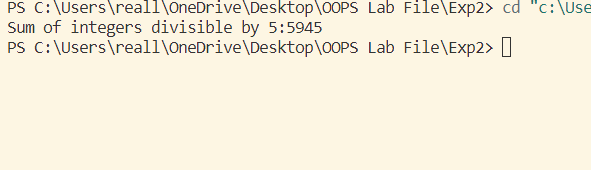 PS C:\Users\reall\OneDrive\Desktop\OOPS Lab File\Exp2> cd "c:\Use
Sum of integers divisible by 5:5945
PS C:\Users\reall\OneDrive\Desktop\OOPS Lab File\Exp2>